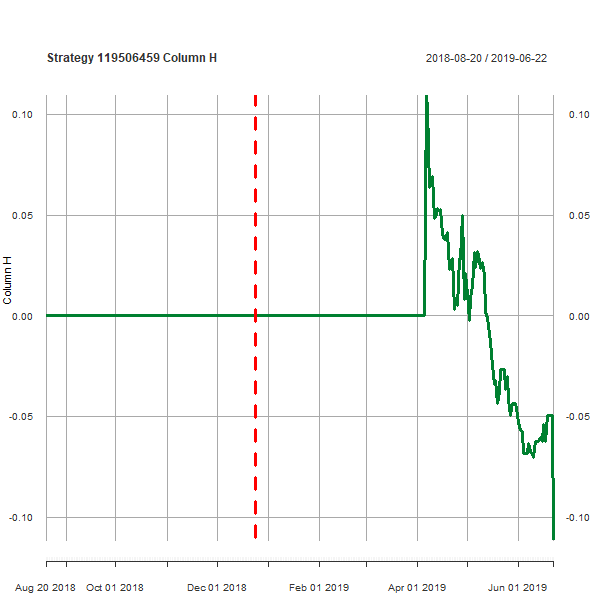 Strategy 119506459 Column H 2018-08-20 / 2019-06-22
0.10 0.10
0.05 0.05
0.00 0.00
-0.05 -0.05
-0.10 -0.10
Column H
Aug 20 2018 Oct 01 2018 Dec 01 2018 Feb 01 2019 Apr 01 2019 Jun 01 2019